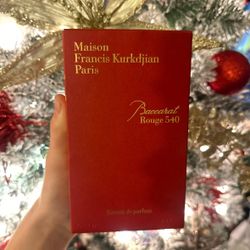 Maison
Francis Kurkdjian
Paris
Baccarat
Rouge 540
Extrait de parfum